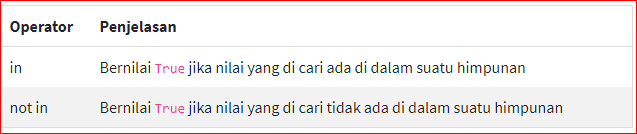 Operator Penjelasan
in Bernilai True jika nilai yang di cari ada di dalam suatu himpunan
not in Bernilai True jika nilai yang di cari tidak ada di dalam suatu himpunan